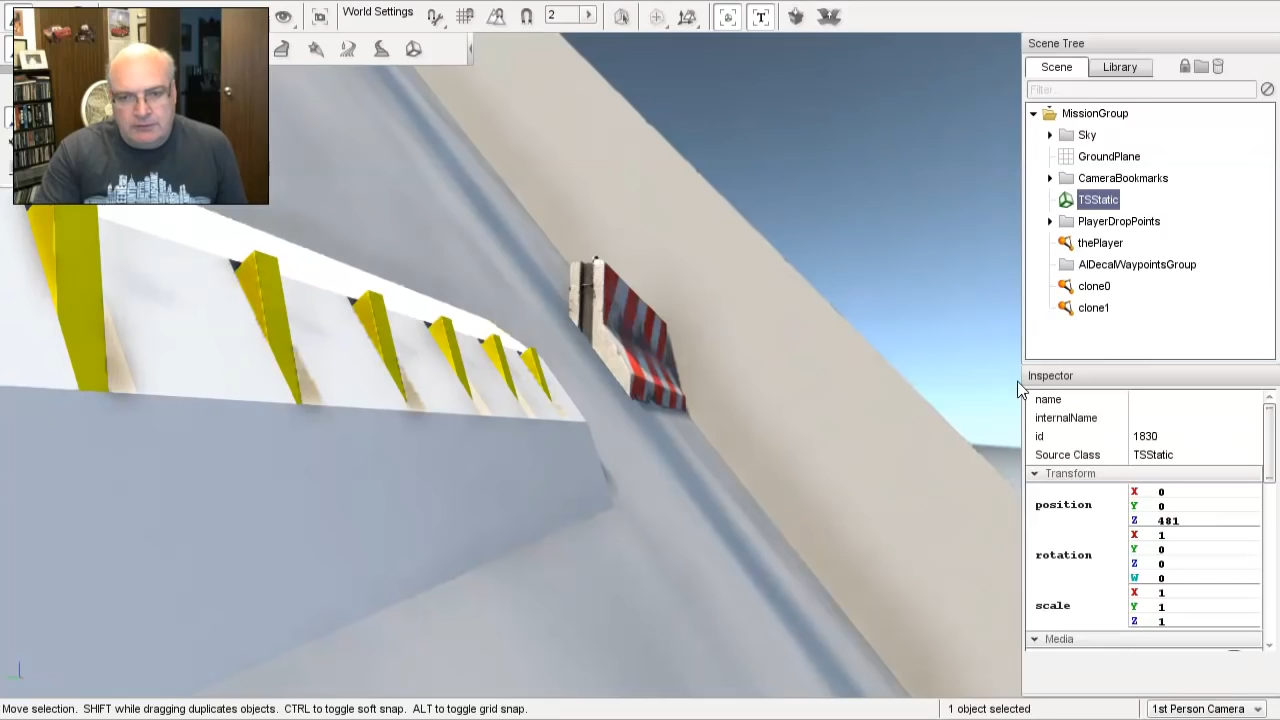 World Settings
2
T
Scene Tree
Scene
Library
Filter...
MissionGroup
Sky
GroundPlane
CameraBookmarks
TSStatic
PlayerDropPoints
thePlayer
AIDecalWaypointsGroup
clone0
clone1
Inspector
name
internalName
id 1830
Source Class TSStatic
Transform
position X 0
Y 0
Z 481
rotation X 1
Y 0
Z 0
W 0
scale X 1
Y 1
Z 1
Media
Move selection. SHIFT while dragging duplicates objects. CTRL to toggle soft snap. ALT to toggle grid snap.
1 object selected
1st Person Camera